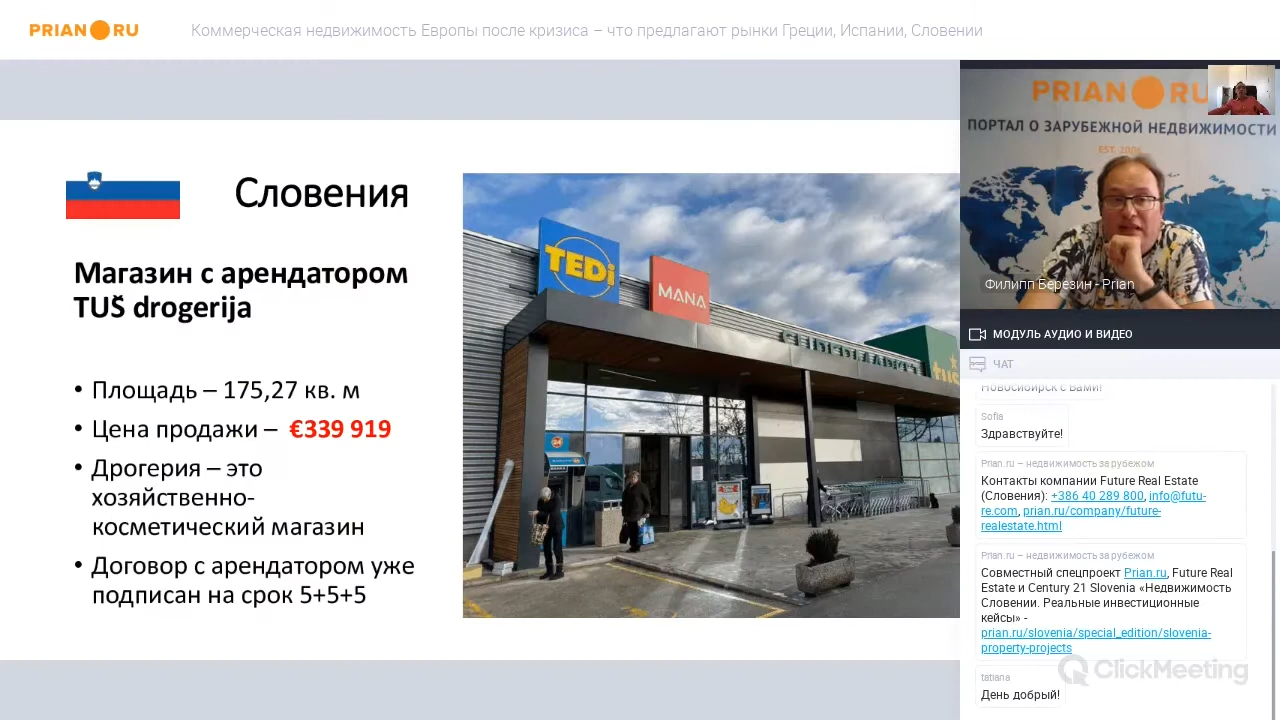 PRIAN RU
Коммерческая недвижимость Европы после кризиса – что предлагают рынки Греции, Испании, Словении
Словения
Магазин с арендатором
TUŠ drogerija
• Площадь – 175,27 кв. м
• Цена продажи – €339 919
• Дрогерия – это
хозяйственно-
косметический магазин
• Договор с арендатором уже
подписан на срок 5+5+5
TEDi
MANA
SUPERMARKET
tuš
PRIAN RU
ПОРТАЛ О ЗАРУБЕЖНОЙ НЕДВИЖИМОСТИ
EST. 2006
Филипп Березин - Prian
МОДУЛЬ АУДИО И ВИДЕО
ЧАТ
Новосибирск с Вами!
Sofia
Здравствуйте!
Prian.ru – недвижимость за рубежом
Контакты компании Future Real Estate
(Словения): +386 40 289 800, info@futu-
re.com, prian.ru/company/future-
realestate.html
Prian.ru – недвижимость за рубежом
Совместный спецпроект Prian.ru, Future Real
Estate и Century 21 Slovenia «Недвижимость
Словении. Реальные инвестиционные
кейсы» -
prian.ru/slovenia/special_edition/slovenia-
property-projects
ClickMeeting
tatiana
День добрый!